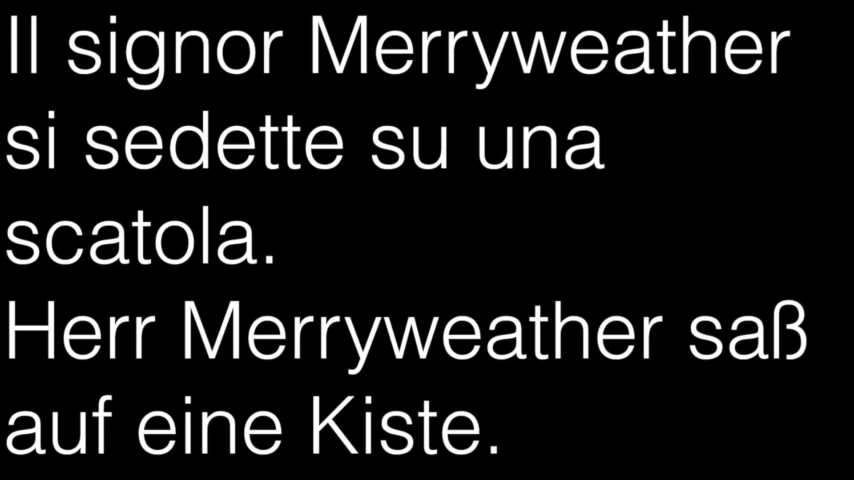 Il signor Merryweather
si sedette su una
scatola.
Herr Merryweather saß
auf eine Kiste.